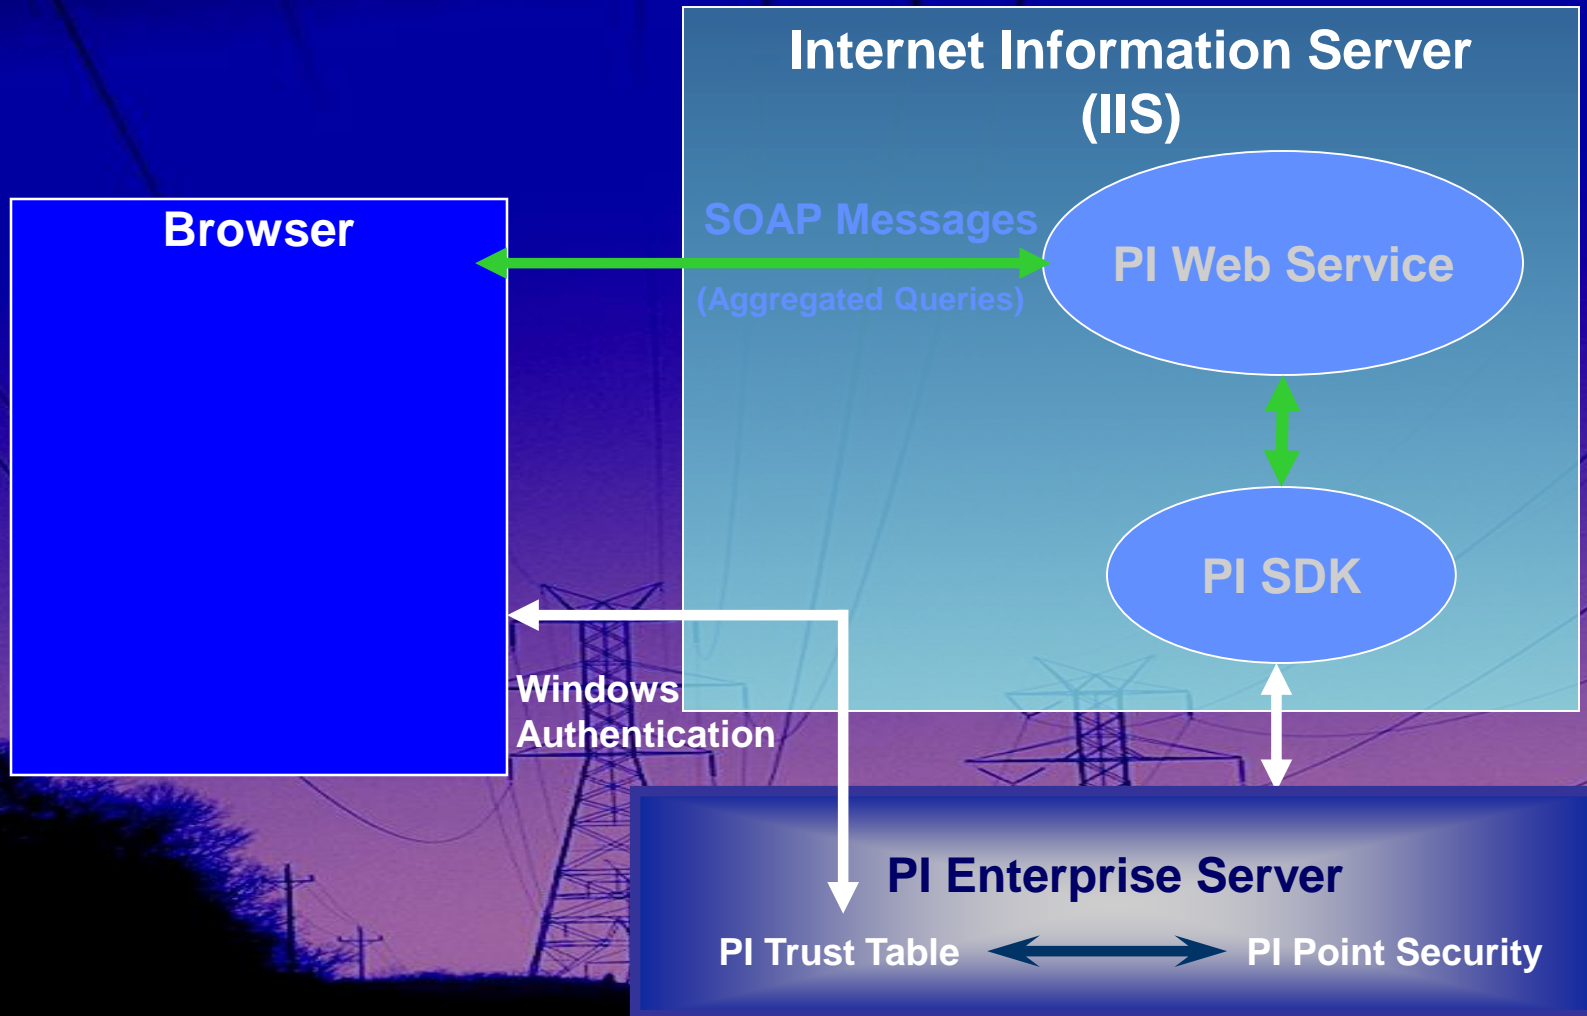 Internet Information Server
(IIS)
Browser
SOAP Messages
(Aggregated Queries)
PI Web Service
PI SDK
Windows
Authentication
PI Enterprise Server
PI Trust Table
PI Point Security